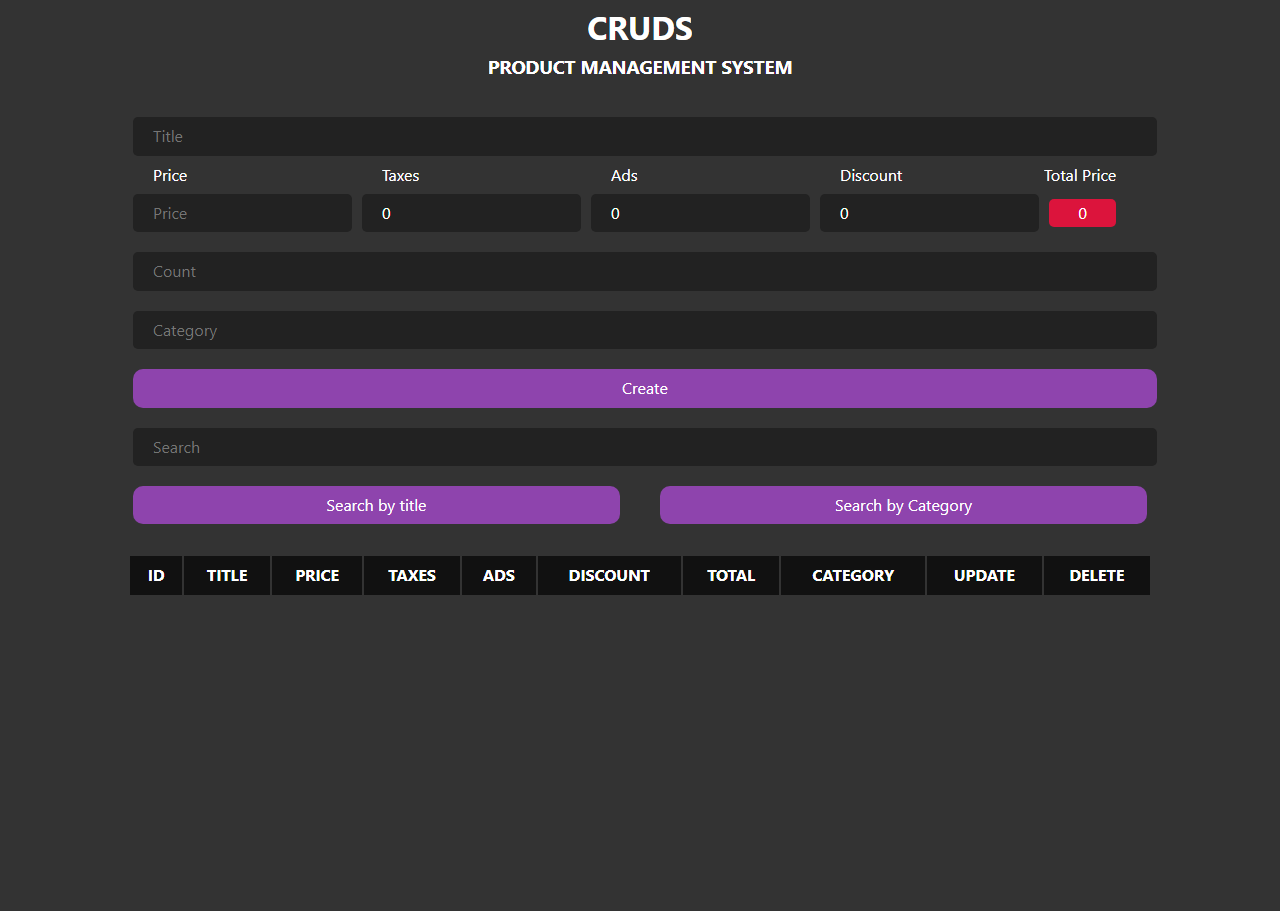 CRUDS
PRODUCT MANAGEMENT SYSTEM
Title
Price Taxes Ads Discount Total Price
Price 0 0 0 0
Count
Category
Create
Search
Search by title Search by Category
ID TITLE PRICE TAXES ADS DISCOUNT TOTAL CATEGORY UPDATE DELETE